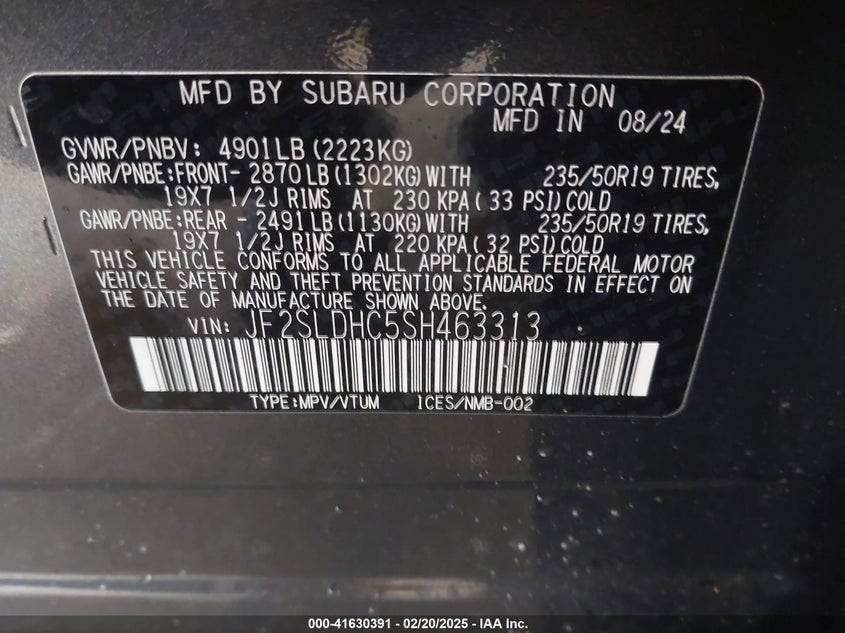 MFD BY SUBARU CORPORATION
MFD IN 08/24
GVWR/PNBV: 4901LB (2223KG)
GAWR/PNBE:FRONT- 2870LB (1302KG) WITH 235/50R19 TIRES,
19X7 1/2J RIMS AT 230 KPA ( 33 PSI) COLD
GAWR/PNBE:REAR - 2491LB (1130KG) WITH 235/50R19 TIRES,
19X7 1/2J RIMS AT 220 KPA ( 32 PSI) COLD
THIS VEHICLE CONFORMS TO ALL APPLICABLE FEDERAL MOTOR
VEHICLE SAFETY AND THEFT PREVENTION STANDARDS IN EFFECT ON
THE DATE OF MANUFACTURE SHOWN ABOVE.
VIN: JF2SLDHC5SH463313
TYPE:MPV/VTUM ICES/NMB-002
000-41630391 - 02/20/2025 - IAA Inc.